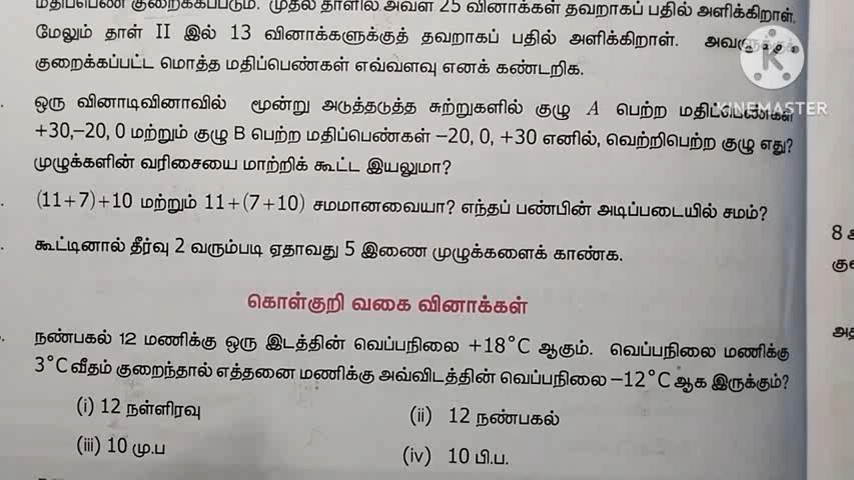 மதிப்பெண் குறைக்கப்படும். முதல் தாளில் அவள் 25 வினாக்கள் தவறாகப் பதில் அளிக்கிறாள்.
மேலும் தாள் II இல் 13 வினாக்களுக்குத் தவறாகப் பதில் அளிக்கிறாள்.
குறைக்கப்பட்ட மொத்த மதிப்பெண்கள் எவ்வளவு எனக் கண்டறிக.
KINEMASTER
ஒரு வினாடிவினாவில் மூன்று அடுத்தடுத்த சுற்றுகளில் குழு A பெற்ற மதிப்பெண்கள்
+30,–20, 0 மற்றும் குழு B பெற்ற மதிப்பெண்கள் –20, 0, +30 எனில், வெற்றிபெற்ற குழு எது?
முழுக்களின் வரிசையை மாற்றிக் கூட்ட இயலுமா?
(11+7)+10 மற்றும் 11+(7+10) சமமானவையா? எந்தப் பண்பின் அடிப்படையில் சமம்?
கூட்டினால் தீர்வு 2 வரும்படி ஏதாவது 5 இணை முழுக்களைக் காண்க.
கொள்குறி வகை வினாக்கள்
நண்பகல் 12 மணிக்கு ஒரு இடத்தின் வெப்பநிலை +18°C ஆகும். வெப்பநிலை மணிக்கு
3°C வீதம் குறைந்தால் எத்தனை மணிக்கு அவ்விடத்தின் வெப்பநிலை –12°C ஆக இருக்கும்?
(i) 12 நள்ளிரவு
(ii) 12 நண்பகல்
(iii) 10 மு.ப
(iv) 10 பி.ப.
8